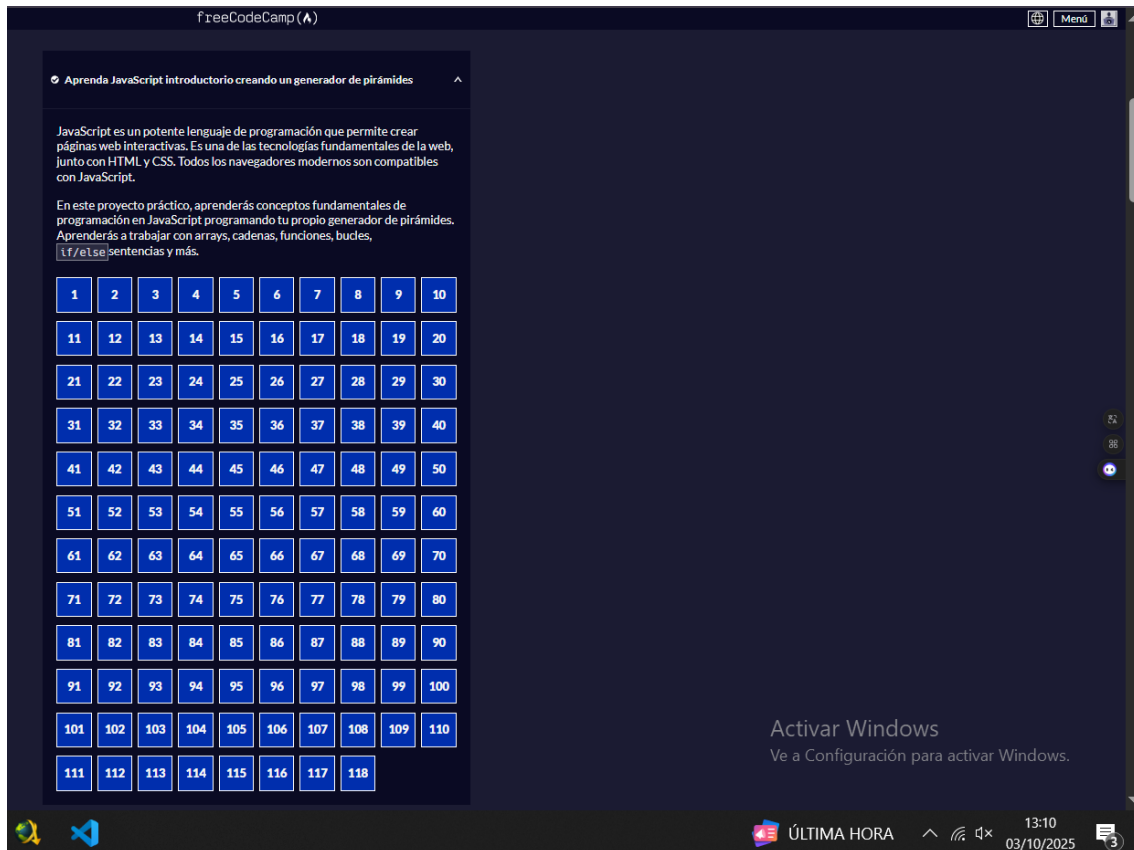 freeCodeCamp(🔥)
Menú
Aprenda JavaScript introductorio creando un generador de pirámides
JavaScript es un potente lenguaje de programación que permite crear
páginas web interactivas. Es una de las tecnologías fundamentales de la web,
junto con HTML y CSS. Todos los navegadores modernos son compatibles
con JavaScript.
En este proyecto práctico, aprenderás conceptos fundamentales de
programación en JavaScript programando tu propio generador de pirámides.
Aprenderás a trabajar con arrays, cadenas, funciones, bucles,
if/else sentencias y más.
1 2 3 4 5 6 7 8 9 10
11 12 13 14 15 16 17 18 19 20
21 22 23 24 25 26 27 28 29 30
31 32 33 34 35 36 37 38 39 40
41 42 43 44 45 46 47 48 49 50
51 52 53 54 55 56 57 58 59 60
61 62 63 64 65 66 67 68 69 70
71 72 73 74 75 76 77 78 79 80
81 82 83 84 85 86 87 88 89 90
91 92 93 94 95 96 97 98 99 100
101 102 103 104 105 106 107 108 109 110
111 112 113 114 115 116 117 118
Activar Windows
Ve a Configuración para activar Windows.
ÚLTIMA HORA
13:10
03/10/2025
3